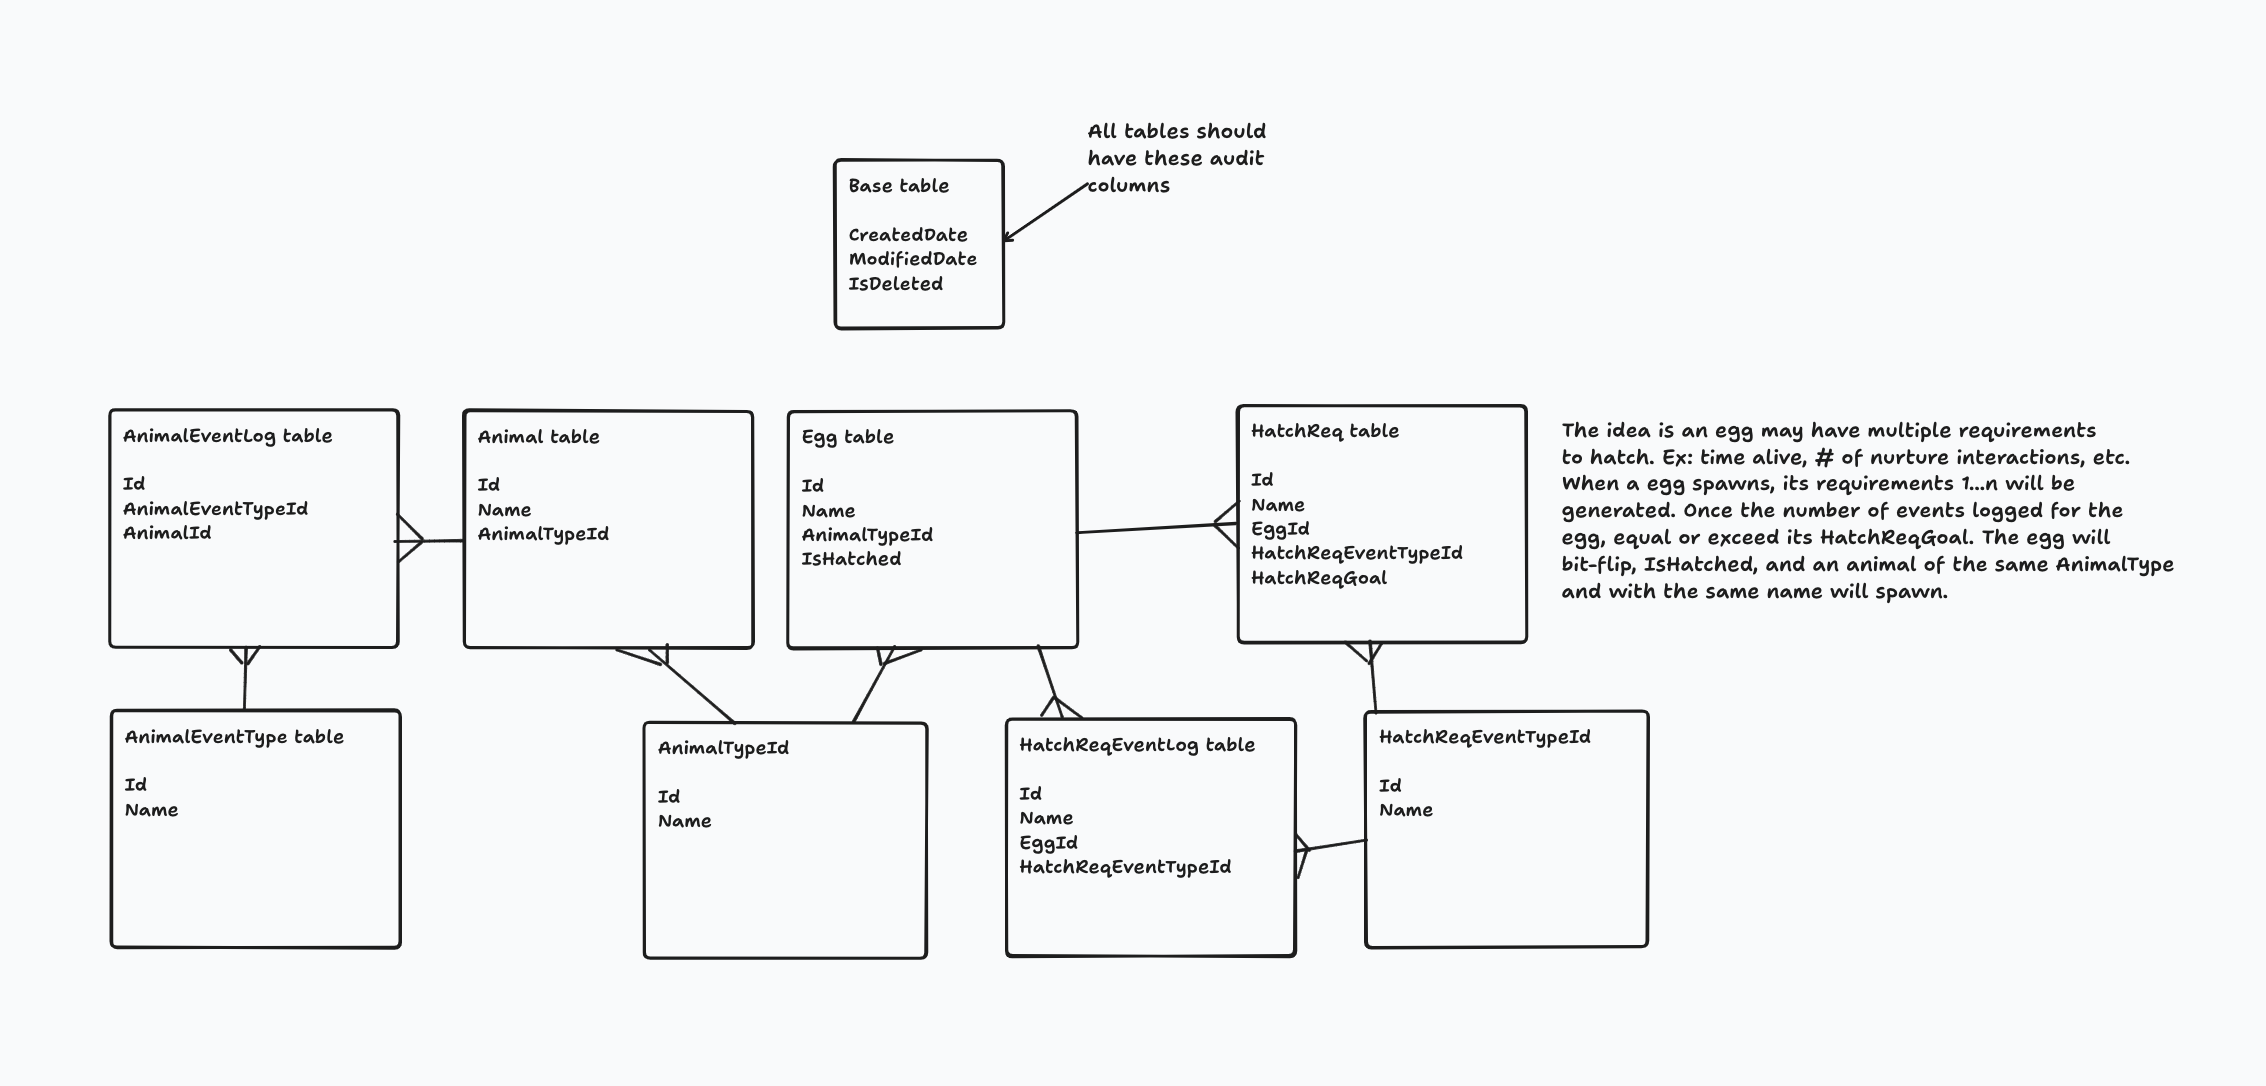 All tables should
have these audit
columns
Base table
CreatedDate
ModifiedDate
IsDeleted
AnimalEventLog table
Id
AnimalEventTypeId
AnimalId
Animal table
Id
Name
AnimalTypeId
Egg table
Id
Name
AnimalTypeId
IsHatched
HatchReq table
Id
Name
EggId
HatchReqEventTypeId
HatchReqGoal
The idea is an egg may have multiple requirements
to hatch. Ex: time alive, # of nurture interactions, etc.
When a egg spawns, its requirements 1...n will be
generated. Once the number of events logged for the
egg, equal or exceed its HatchReqGoal. The egg will
bit-flip, IsHatched, and an animal of the same AnimalType
and with the same name will spawn.
AnimalEventType table
Id
Name
AnimalTypeId
Id
Name
HatchReqEventLog table
Id
Name
EggId
HatchReqEventTypeId
HatchReqEventTypeId
Id
Name